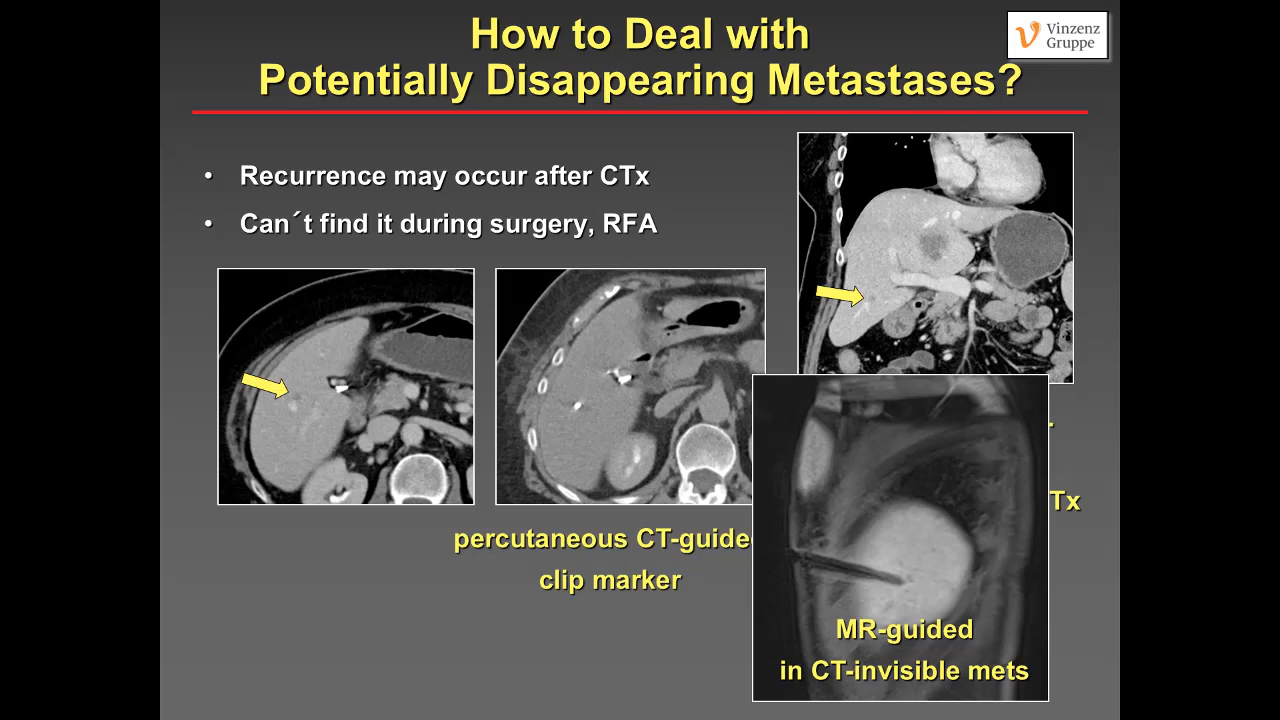 How to Deal with
Potentially Disappearing Metastases?
Vinzenz
Gruppe
• Recurrence may occur after CTx
• Can´t find it during surgery, RFA
percutaneous CT-guide
clip marker
Tx
MR-guided
in CT-invisible mets